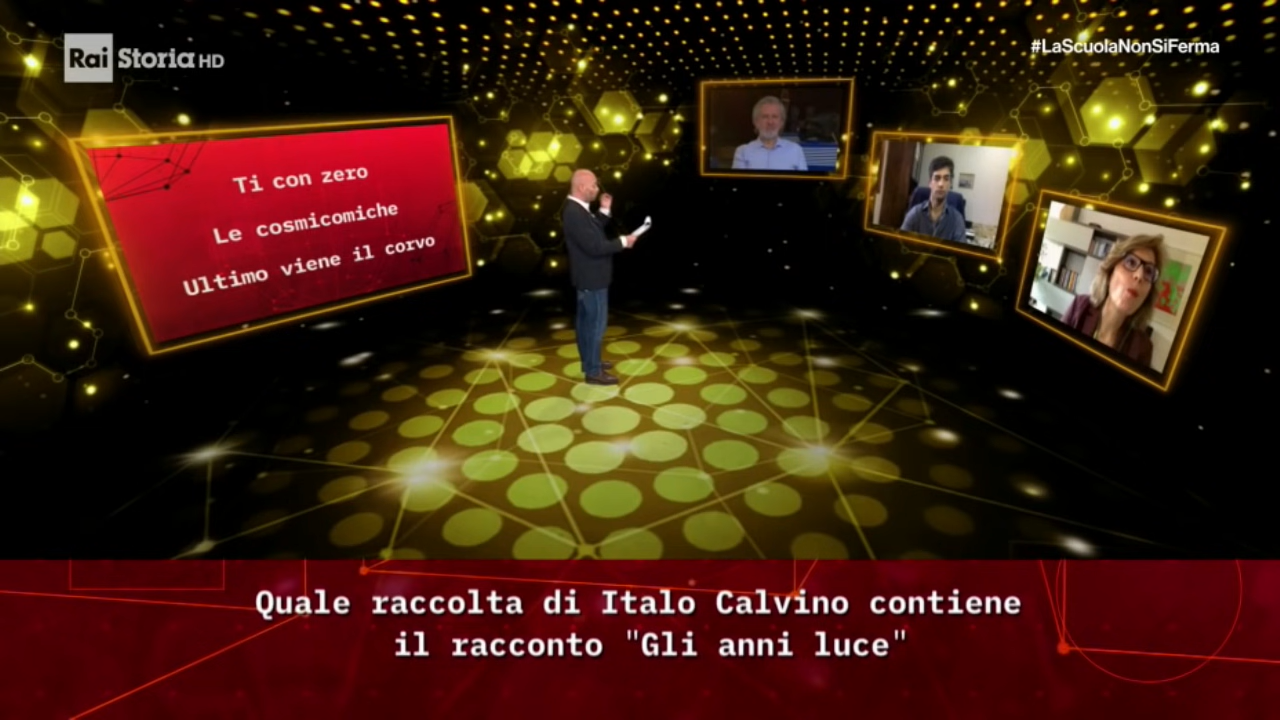 Rai Storia HD
#LaScuolaNonSiFerma
Ti con zero
Le cosmicomiche
Ultimo viene il corvo
Quale raccolta di Italo Calvino contiene
il racconto "Gli anni luce"